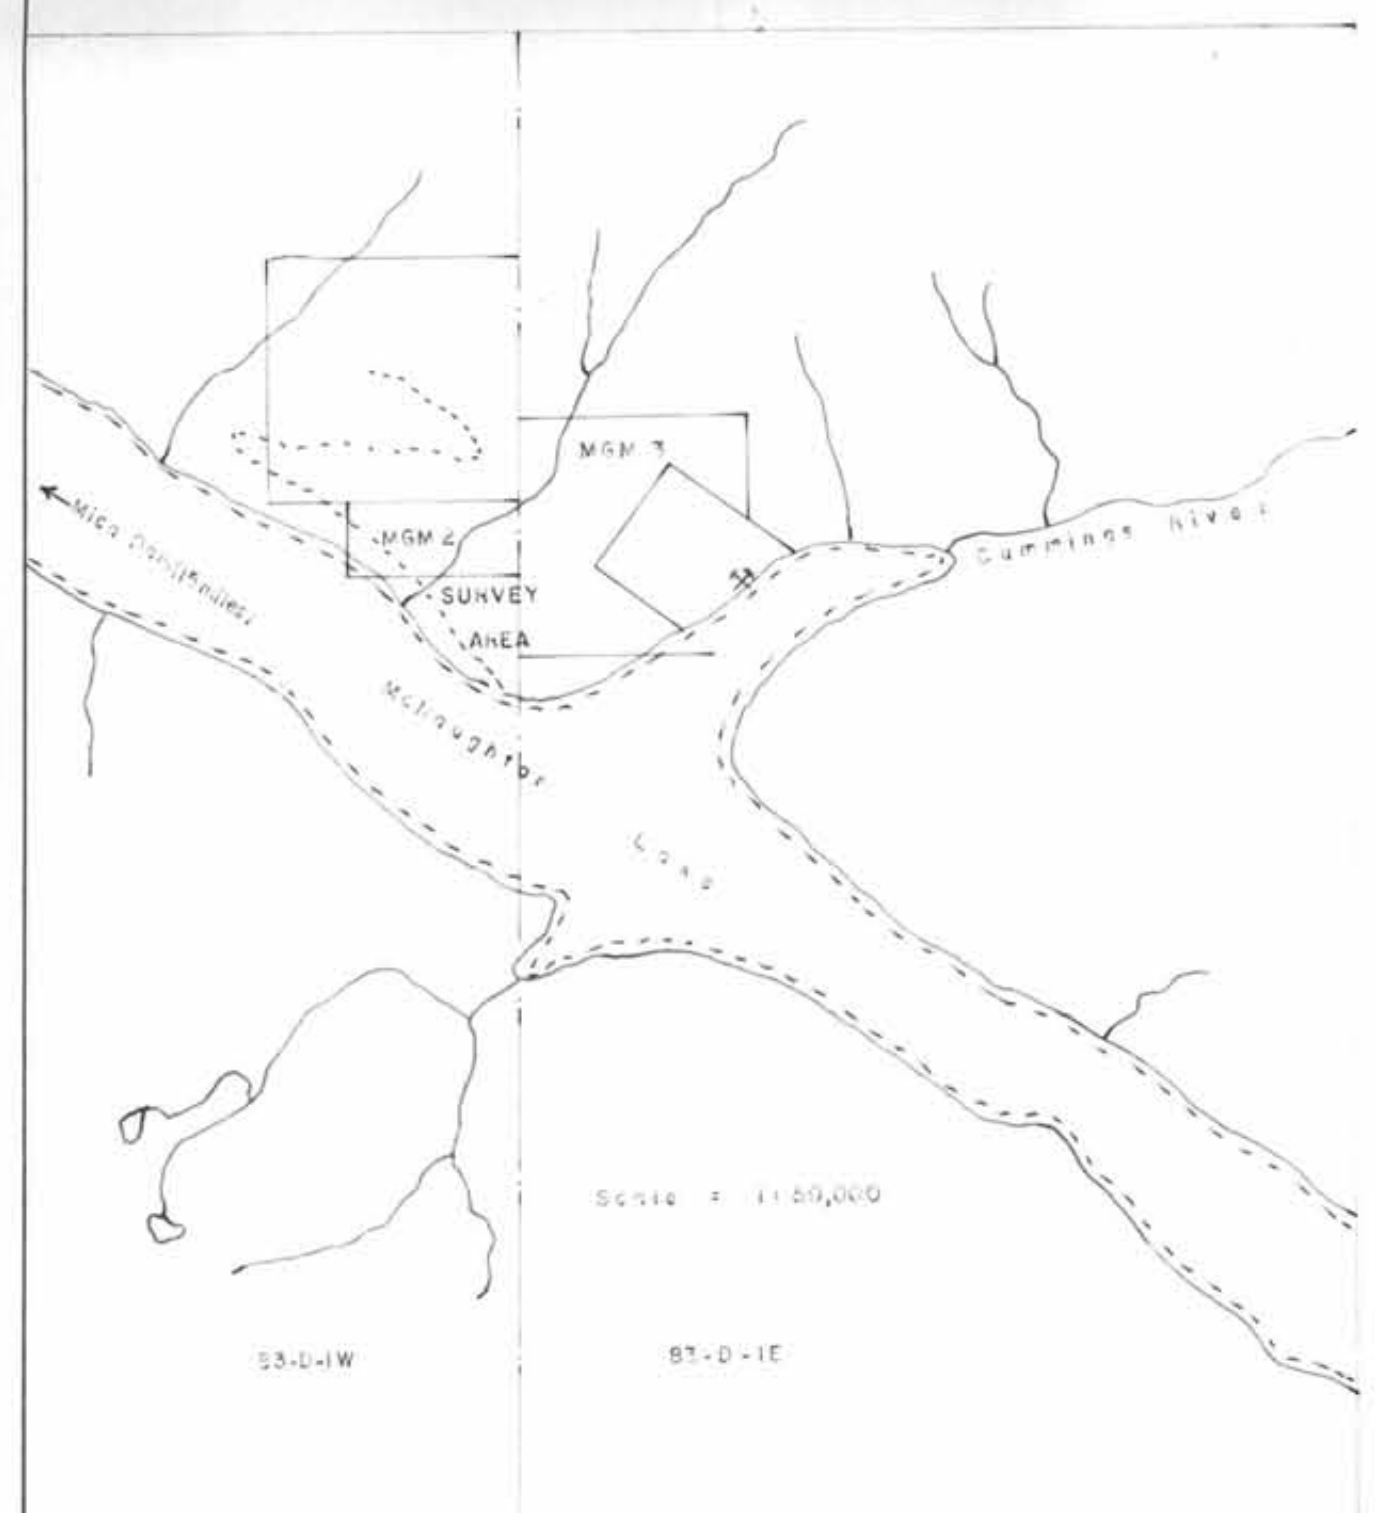 MGM 3
MGM 2
Mica Dam(15miles)
Cummings River
SURVEY
AREA
McNaughton
Lake
Scale = 1:50,000
83-D-1W
83-D-1E